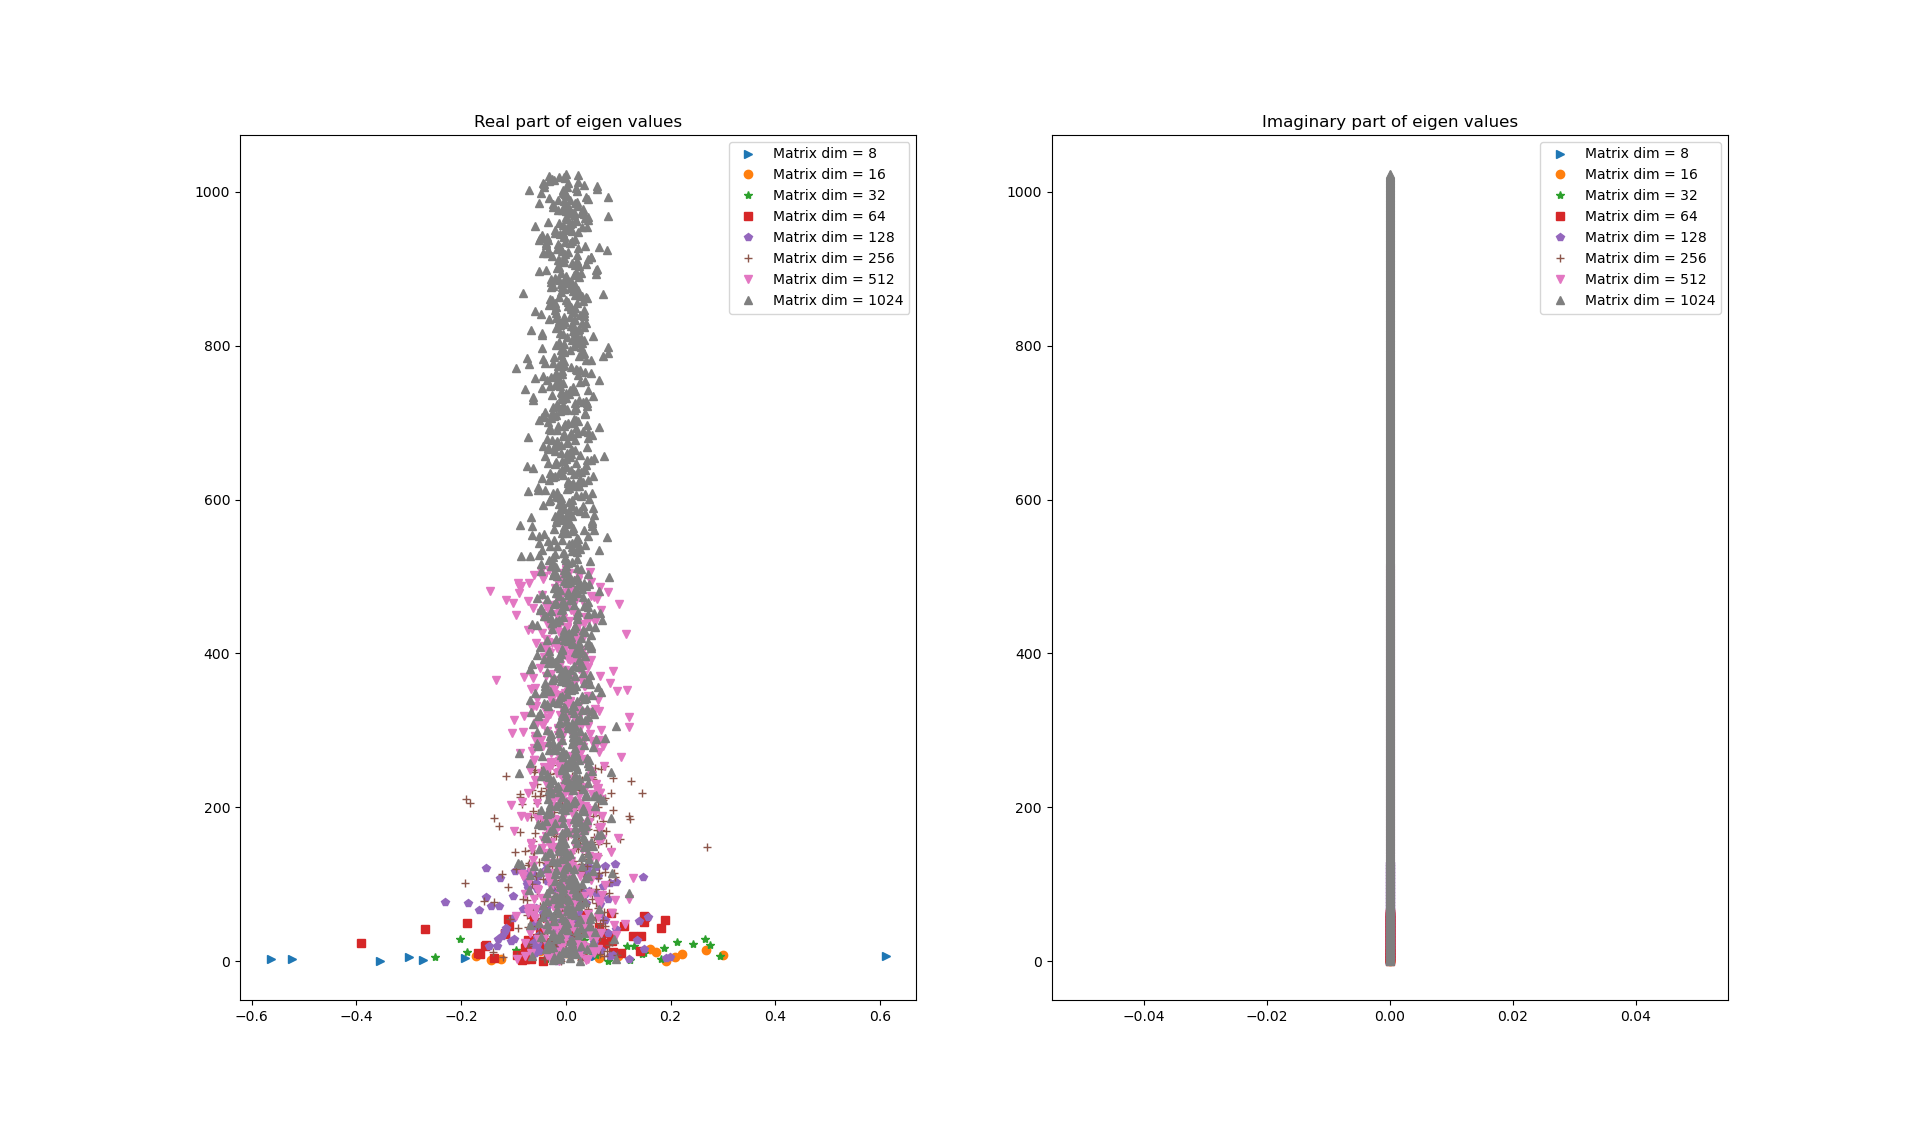 Real part of eigen values
Matrix dim = 8
Matrix dim = 16
Matrix dim = 32
Matrix dim = 64
Matrix dim = 128
Matrix dim = 256
Matrix dim = 512
Matrix dim = 1024
1000
800
600
400
200
0
−0.6
−0.4
−0.2
0.0
0.2
0.4
0.6
Imaginary part of eigen values
Matrix dim = 8
Matrix dim = 16
Matrix dim = 32
Matrix dim = 64
Matrix dim = 128
Matrix dim = 256
Matrix dim = 512
Matrix dim = 1024
1000
800
600
400
200
0
−0.04
−0.02
0.00
0.02
0.04